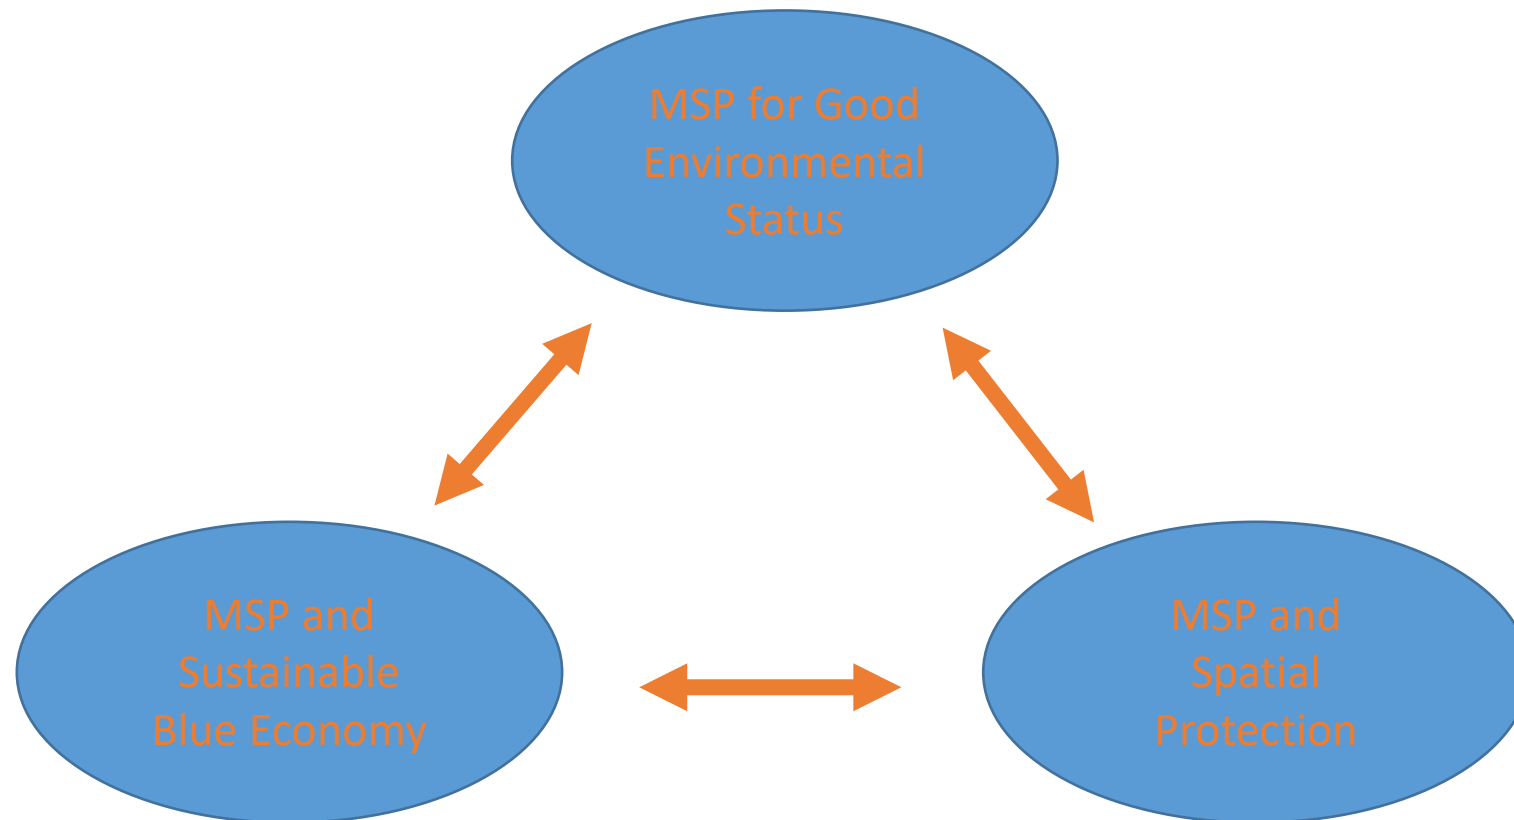 MSP for Good
Environmental
Status
MSP and
Sustainable
Blue Economy
MSP and
Spatial
Protection